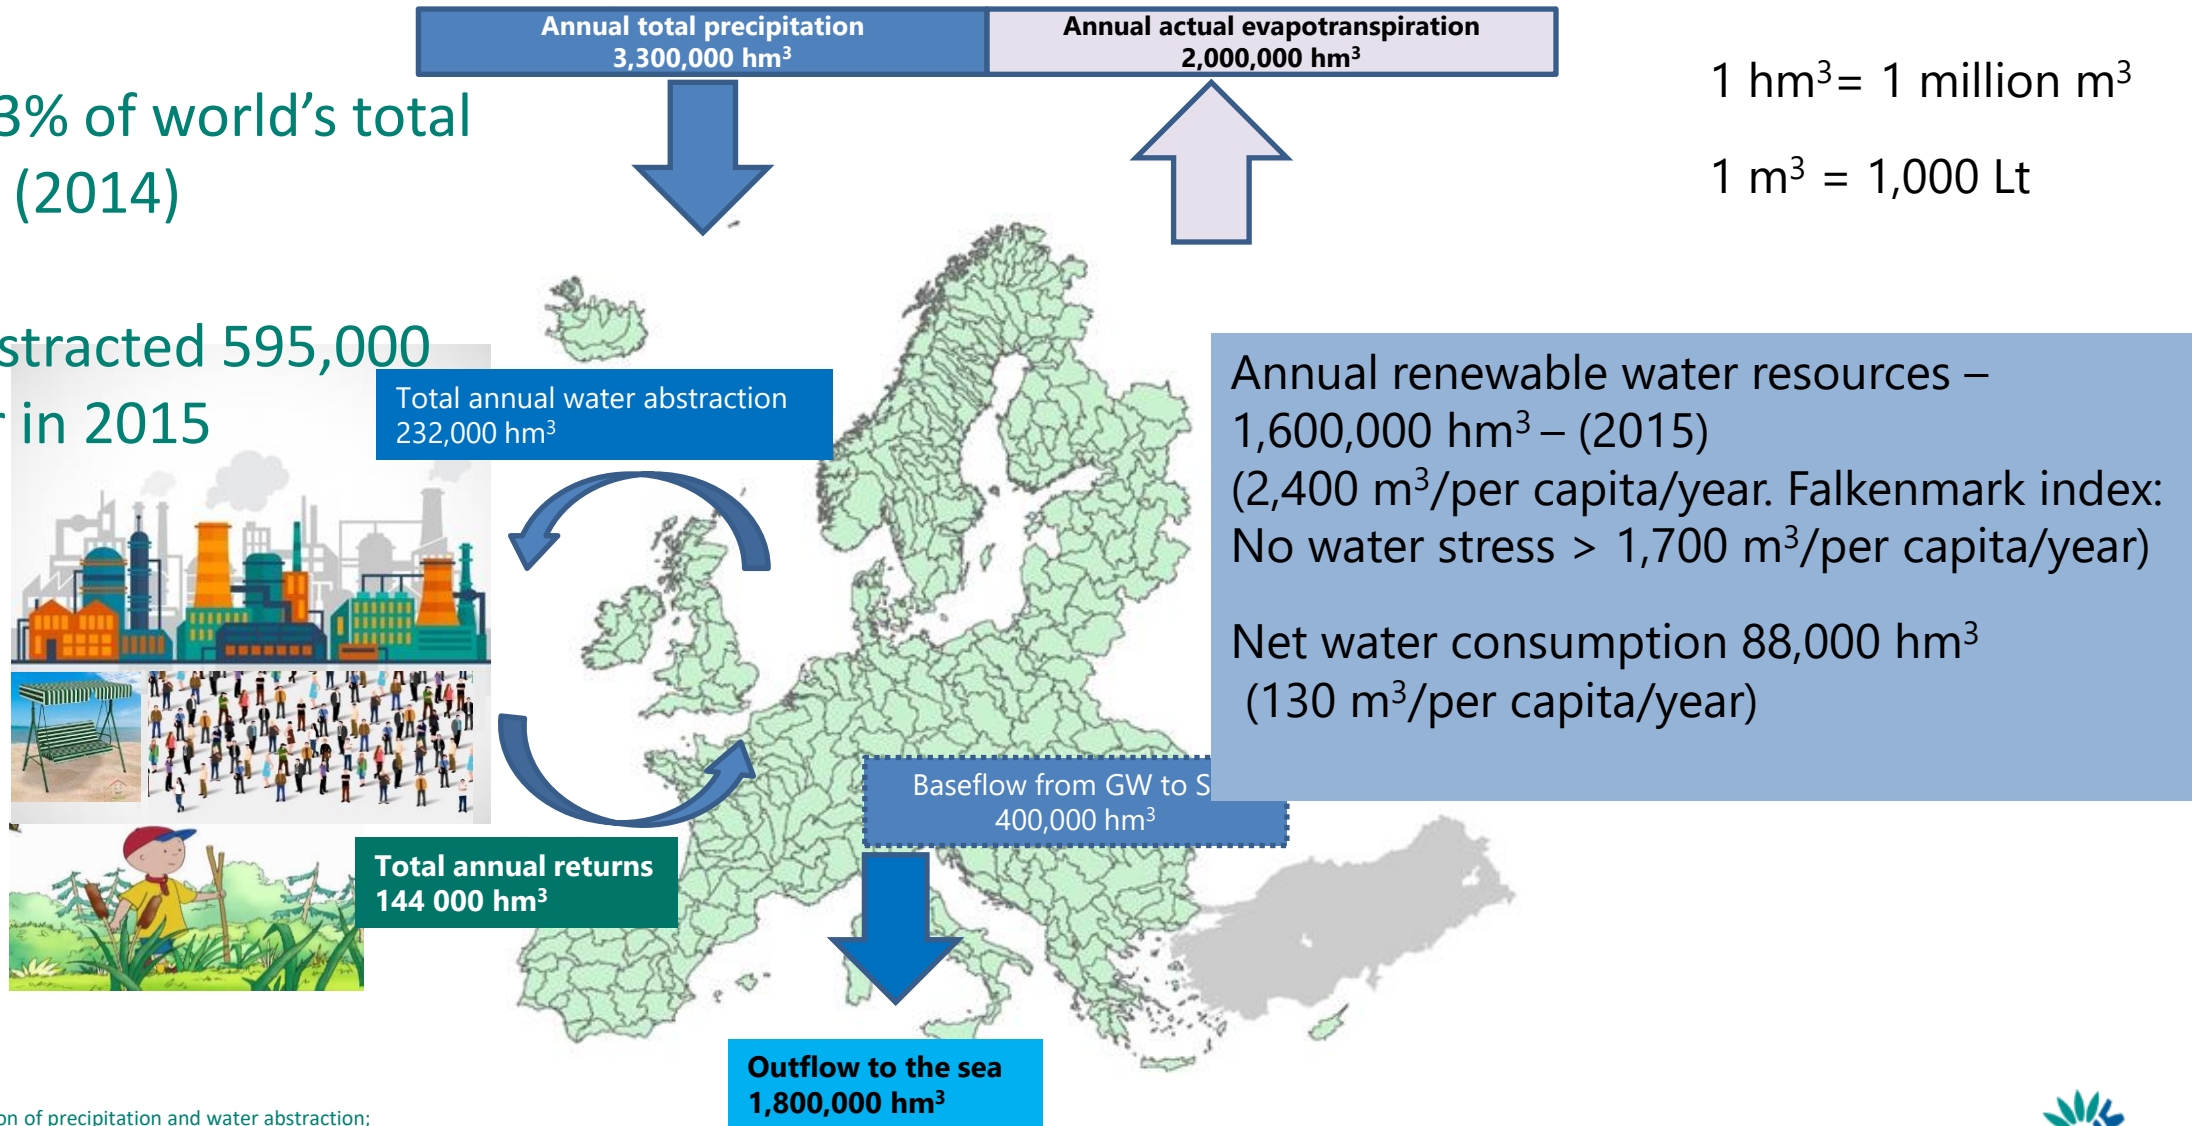 Annual total precipitation
3,300,000 hm³
Annual actual evapotranspiration
2,000,000 hm³
1 hm³= 1 million m³
1 m³ = 1,000 Lt
3% of world's total
(2014)
stracted 595,000
r in 2015
Total annual water abstraction
232,000 hm³
Annual renewable water resources –
1,600,000 hm³ – (2015)
(2,400 m³/per capita/year. Falkenmark index:
No water stress > 1,700 m³/per capita/year)
Net water consumption 88,000 hm³
(130 m³/per capita/year)
Baseflow from GW to S
400,000 hm³
Total annual returns
144 000 hm³
Outflow to the sea
1,800,000 hm³
on of precipitation and water abstraction;